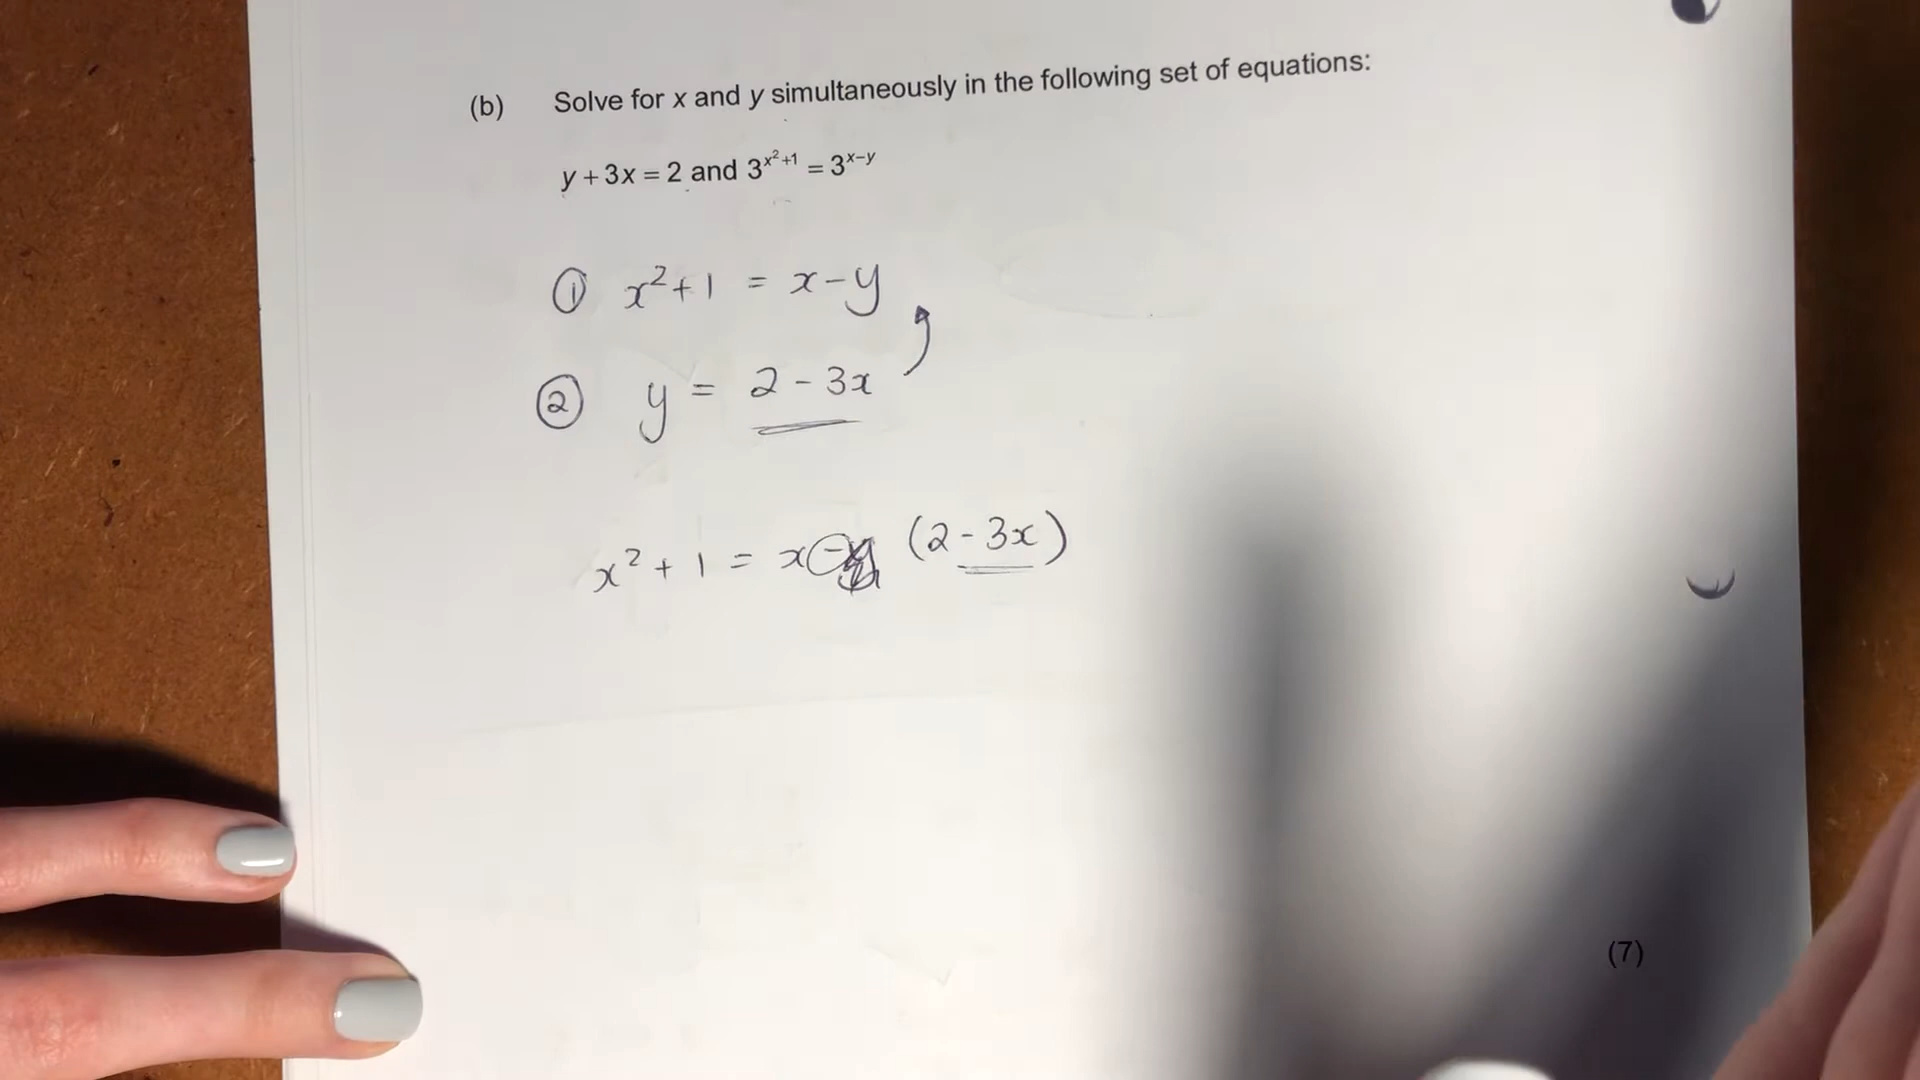 (b) Solve for x and y simultaneously in the following set of equations:
y + 3x = 2 and 3^{x²+1} = 3^{x−y}
① x² + 1 = x − y
② y = 2 − 3x
x² + 1 = x − (2 − 3x)
(7)